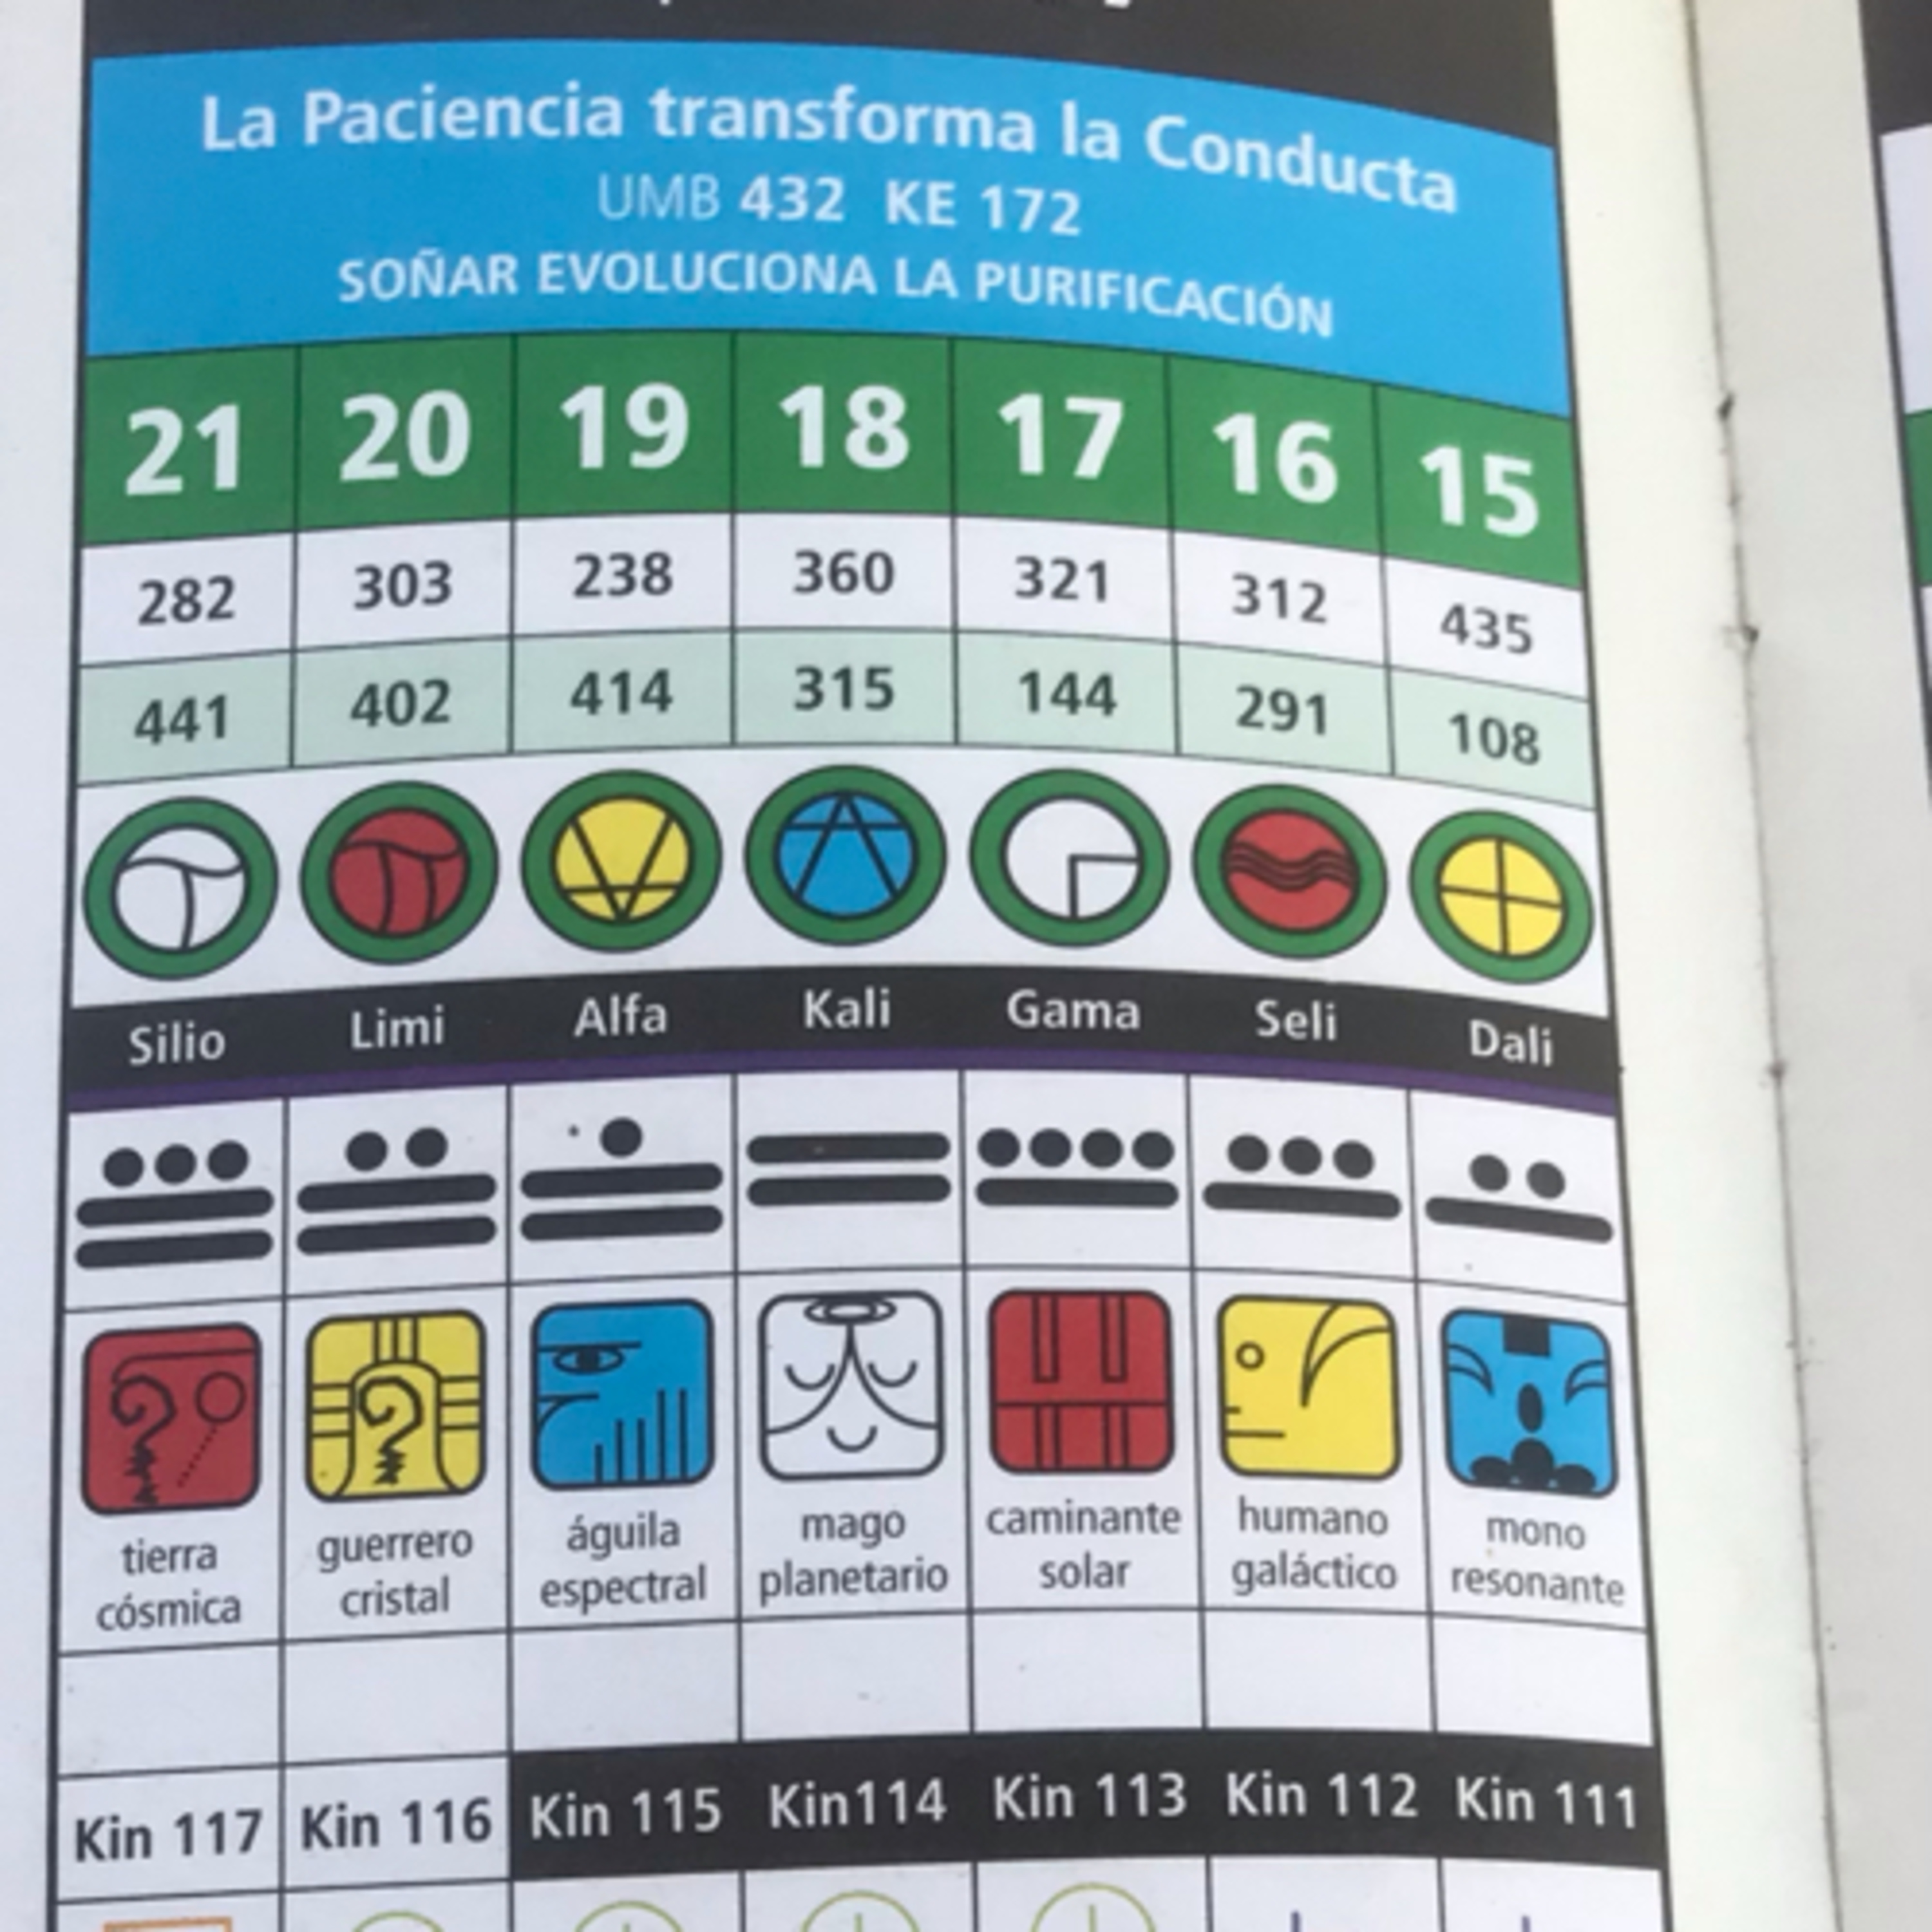 La Paciencia transforma la Conducta
UMB 432 KE 172
SOÑAR EVOLUCIONA LA PURIFICACIÓN
21 20 19 18 17 16 15
282 303 238 360 321 312 435
441 402 414 315 144 291 108
Silio Limi Alfa Kali Gama Seli Dali
tierra guerrero águila mago caminante humano mono
cósmica cristal espectral planetario solar galáctico resonante
Kin 117 Kin 116 Kin 115 Kin114 Kin 113 Kin 112 Kin 111